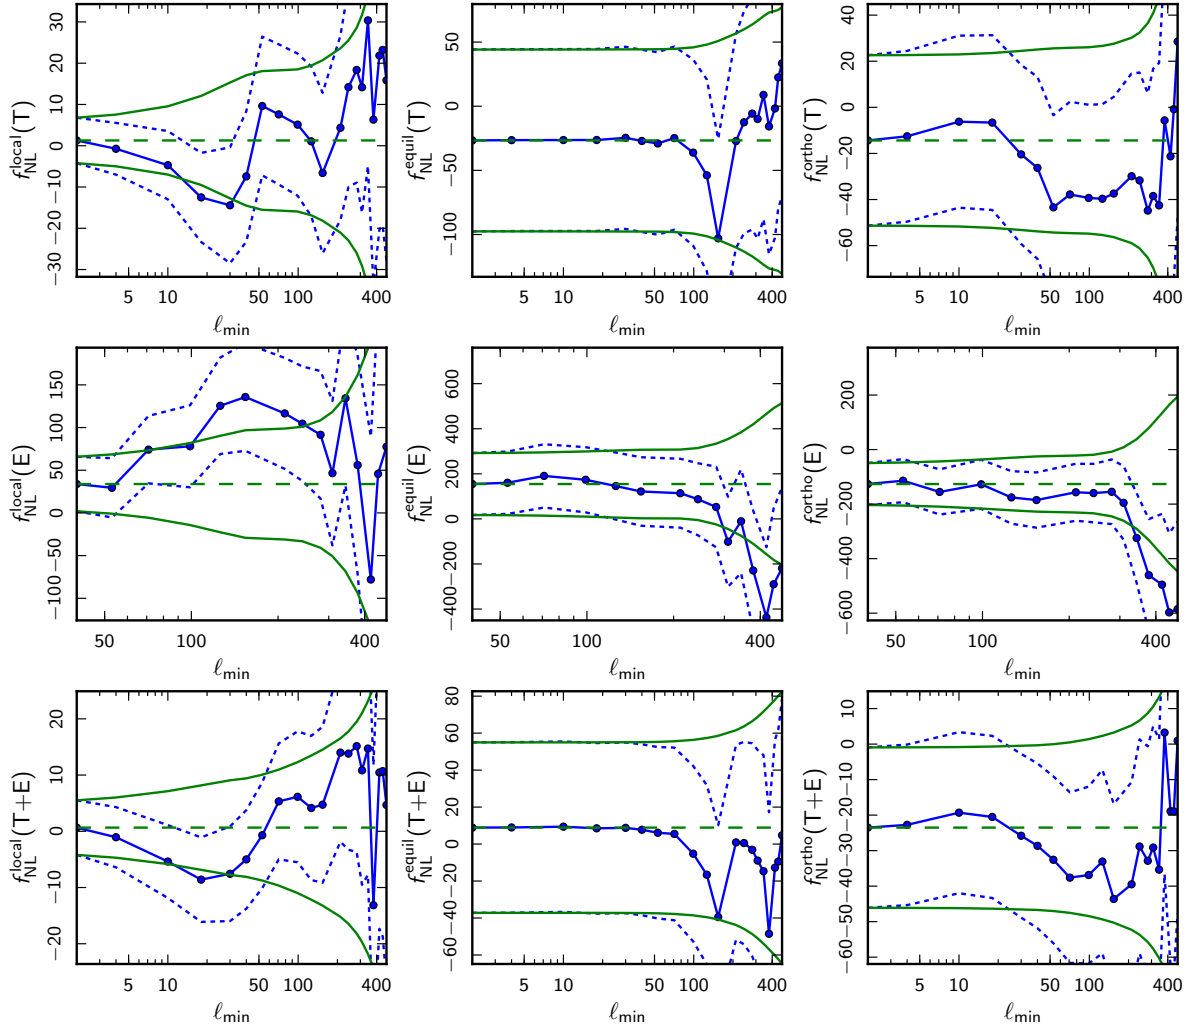 f_NL^local(T)
30
20
10
0
−10
−20
−30
5 10 50 100 400
ℓ_min
f_NL^equil(T)
50
0
−50
−100
5 10 50 100 400
ℓ_min
f_NL^ortho(T)
40
20
0
−20
−40
−60
5 10 50 100 400
ℓ_min
f_NL^local(E)
150
100
50
0
−50
−100
50 100 400
ℓ_min
f_NL^equil(E)
600
400
200
0
−200
−400
50 100 400
ℓ_min
f_NL^ortho(E)
200
0
−200
−400
−600
50 100 400
ℓ_min
f_NL^local(T+E)
20
10
0
−10
−20
5 10 50 100 400
ℓ_min
f_NL^equil(T+E)
80
60
40
20
0
−20
−40
−60
5 10 50 100 400
ℓ_min
f_NL^ortho(T+E)
10
0
−10
−20
−30
−40
−50
−60
5 10 50 100 400
ℓ_min